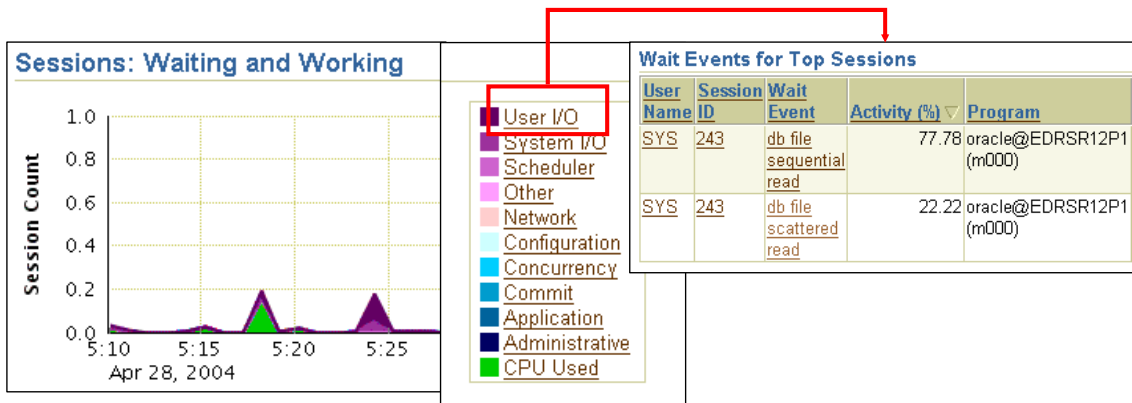 Sessions: Waiting and Working
Session Count
1.0
0.8
0.6
0.4
0.2
0.0
5:10 5:15 5:20 5:25
Apr 28, 2004
User I/O
System I/O
Scheduler
Other
Network
Configuration
Concurrency
Commit
Application
Administrative
CPU Used
Wait Events for Top Sessions
User Session Wait
Name ID Event Activity (%) Program
SYS 243 db file 77.78 oracle@EDRSR12P1
sequential (m000)
read
SYS 243 db file 22.22 oracle@EDRSR12P1
scattered (m000)
read